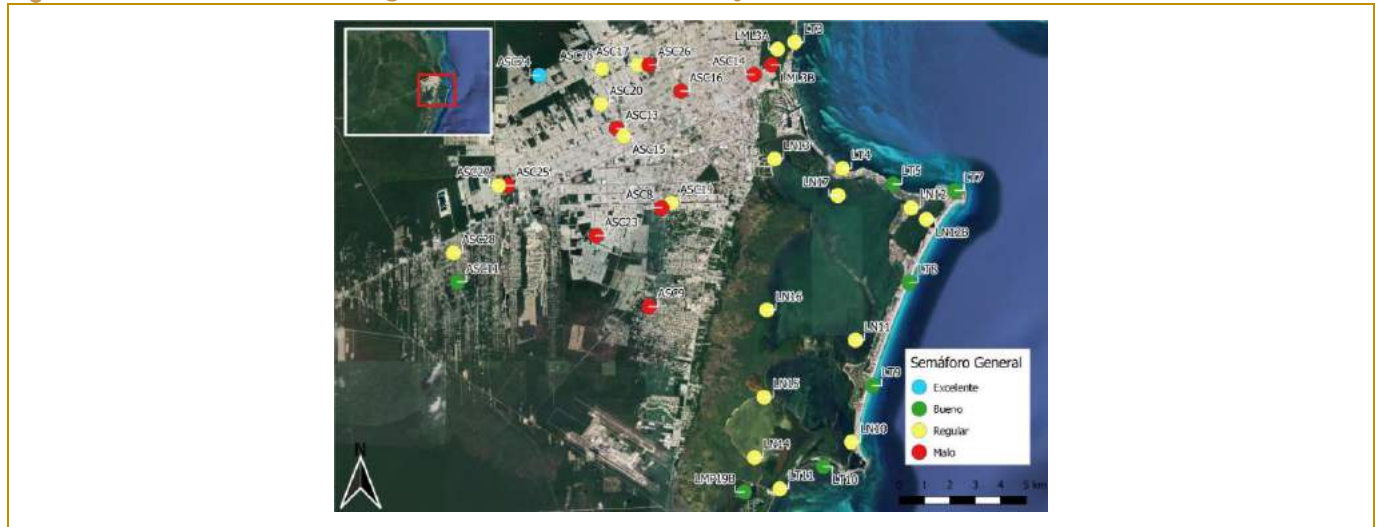 LT3
LML3A
ASC17
ASC26
ASC18
ASC14
ASC24
LML3B
ASC16
ASC20
ASC13
ASC15
LN13
LT4
LT5
LT7
ASC25
LN17
LN12
ASC19
ASC8
LN12B
ASC23
ASC28
ASC11
LT8
ASC9
LN16
LN11
Semáforo General
Excelente
LT9
Bueno
LN15
Regular
Malo
LN10
N
LN14
LT10
LT11
LMP19B
0 1 2 3 4 5 km